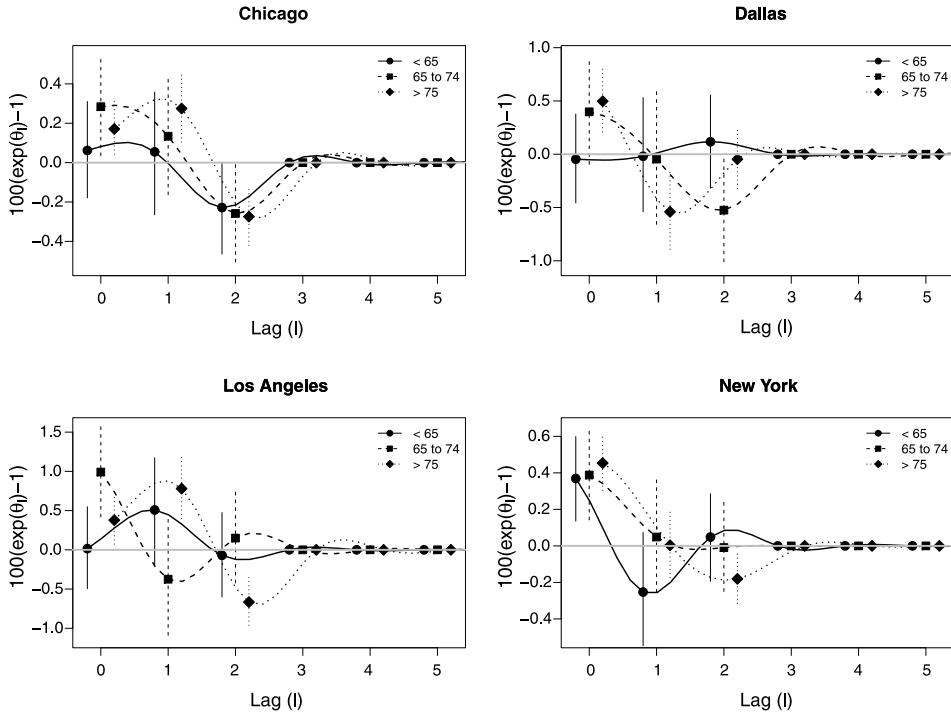 Chicago
100(exp(θl)−1)
0.4
0.2
0.0
−0.2
−0.4
< 65
65 to 74
> 75
0 1 2 3 4 5
Lag (l)
Dallas
100(exp(θl)−1)
1.0
0.5
0.0
−0.5
−1.0
< 65
65 to 74
> 75
0 1 2 3 4 5
Lag (l)
Los Angeles
100(exp(θl)−1)
1.5
1.0
0.5
0.0
−0.5
−1.0
< 65
65 to 74
> 75
0 1 2 3 4 5
Lag (l)
New York
100(exp(θl)−1)
0.6
0.4
0.2
0.0
−0.2
−0.4
< 65
65 to 74
> 75
0 1 2 3 4 5
Lag (l)